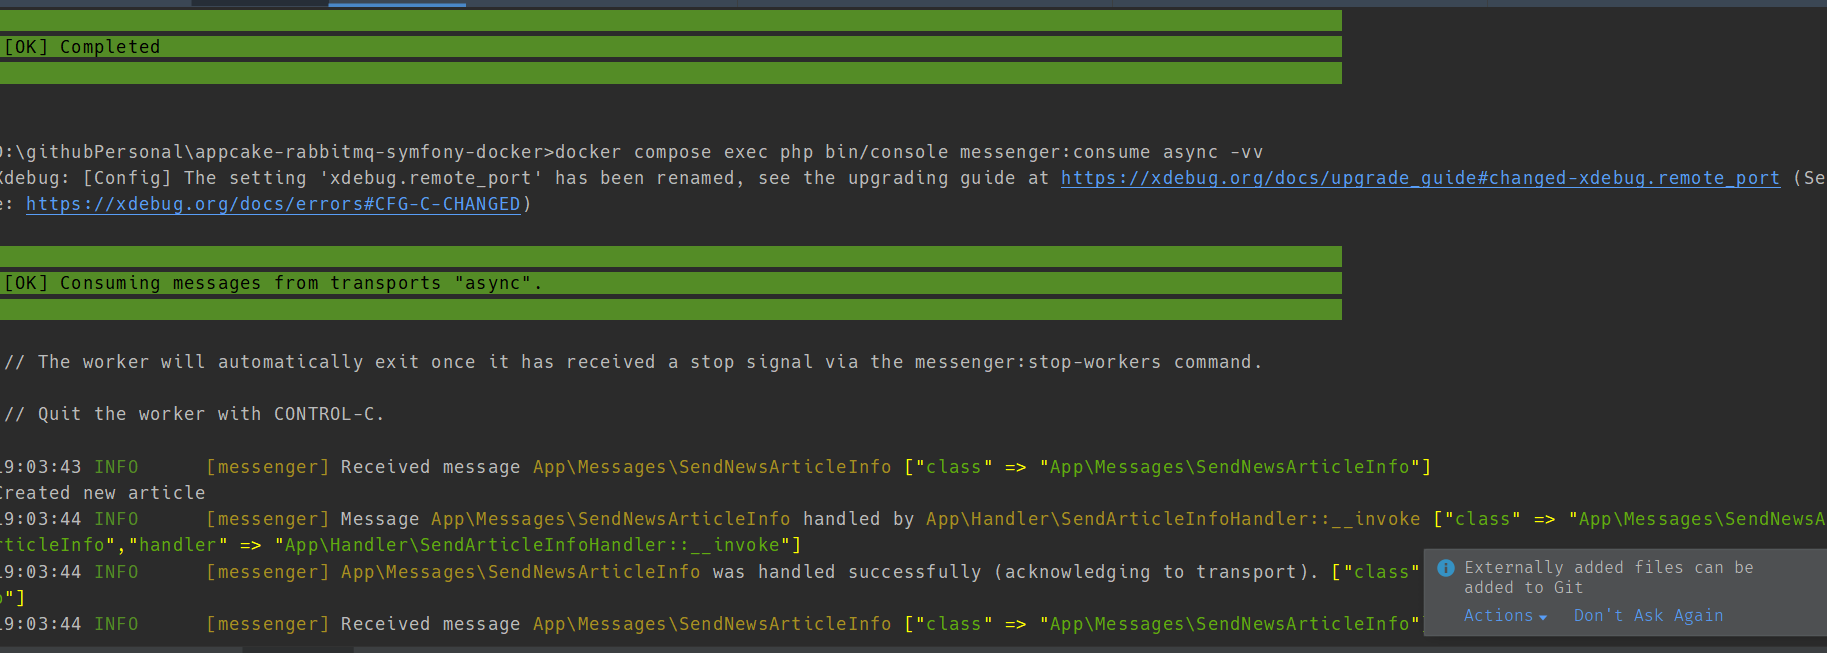 [OK] Completed
:\githubPersonal\appcake-rabbitmq-symfony-docker>docker compose exec php bin/console messenger:consume async -vv
Xdebug: [Config] The setting 'xdebug.remote_port' has been renamed, see the upgrading guide at https://xdebug.org/docs/upgrade_guide#changed-xdebug.remote_port (Se
e: https://xdebug.org/docs/errors#CFG-C-CHANGED)
[OK] Consuming messages from transports "async".
// The worker will automatically exit once it has received a stop signal via the messenger:stop-workers command.
// Quit the worker with CONTROL-C.
19:03:43 INFO [messenger] Received message App\Messages\SendNewsArticleInfo ["class" => "App\Messages\SendNewsArticleInfo"]
Created new article
19:03:44 INFO [messenger] Message App\Messages\SendNewsArticleInfo handled by App\Handler\SendArticleInfoHandler::__invoke ["class" => "App\Messages\SendNewsA
rticleInfo","handler" => "App\Handler\SendArticleInfoHandler::__invoke"]
19:03:44 INFO [messenger] App\Messages\SendNewsArticleInfo was handled successfully (acknowledging to transport). ["class"
o"]
19:03:44 INFO [messenger] Received message App\Messages\SendNewsArticleInfo ["class" => "App\Messages\SendNewsArticleInfo"
Externally added files can be
added to Git
Actions Don't Ask Again